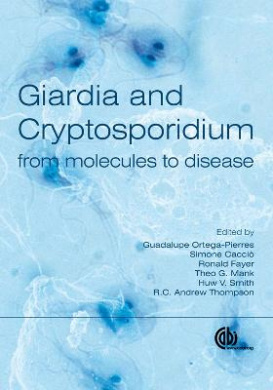 Giardia and
Cryptosporidium
from molecules to disease
Edited by
Guadalupe Ortega-Pierres
Simone Cacciò
Ronald Fayer
Theo G. Mank
Huw V. Smith
R.C. Andrew Thompson